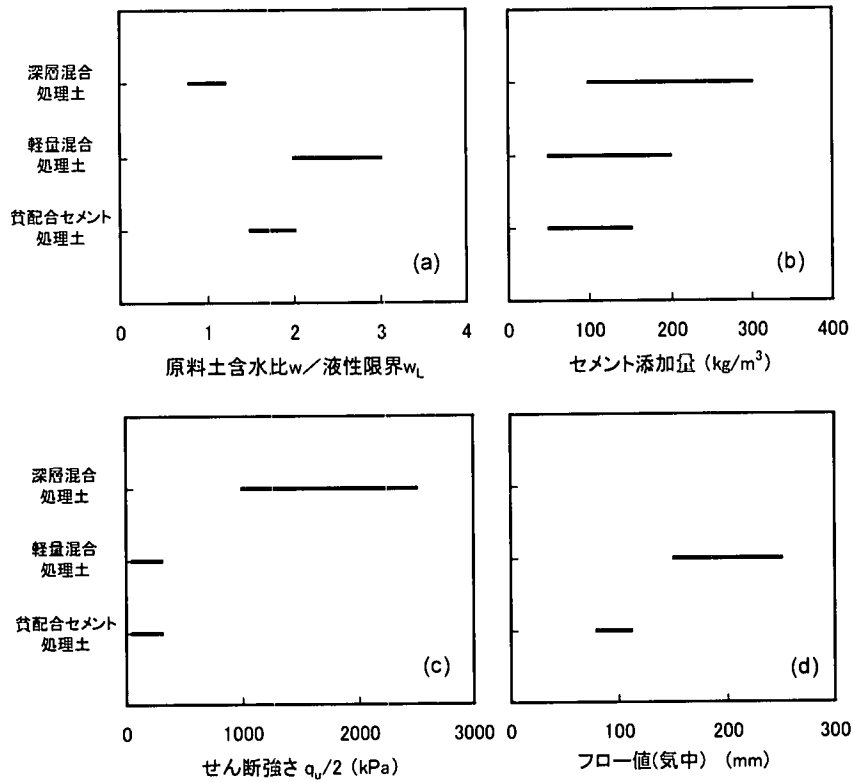 深層混合
処理土
軽量混合
処理土
貧配合セメント
処理土
(a)
0 1 2 3 4
原料土含水比w/液性限界wL
(b)
0 100 200 300 400
セメント添加量 (kg/m³)
深層混合
処理土
軽量混合
処理土
貧配合セメント
処理土
(c)
0 1000 2000 3000
せん断強さ qu/2 (kPa)
(d)
0 100 200 300
フロー値(気中) (mm)